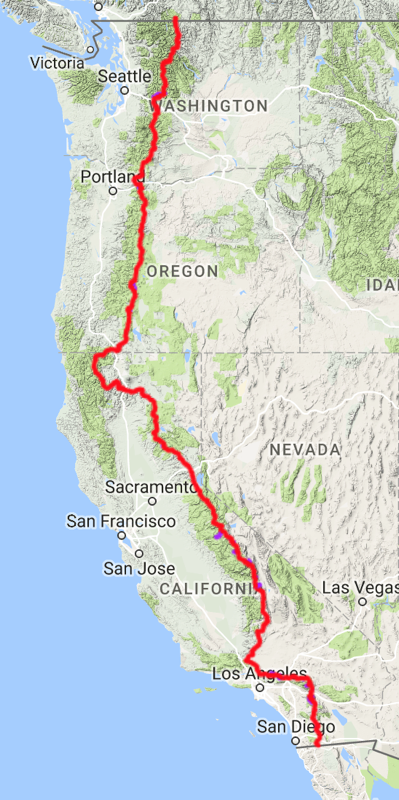 Victoria
Seattle
WASHINGTON
Portland
OREGON
IDA
NEVADA
Sacramento
San Francisco
San Jose
CALIFORNIA
Las Vegas
Los Angeles
San Diego